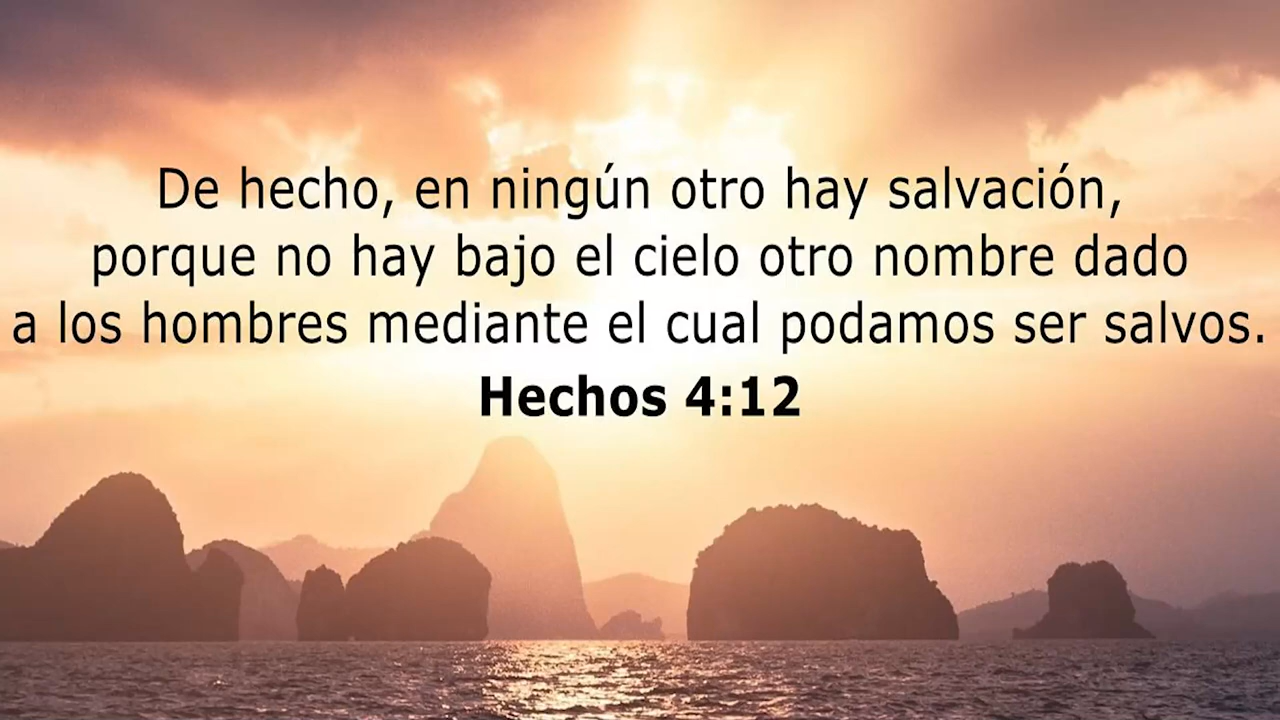 De hecho, en ningún otro hay salvación,
porque no hay bajo el cielo otro nombre dado
a los hombres mediante el cual podamos ser salvos.
Hechos 4:12